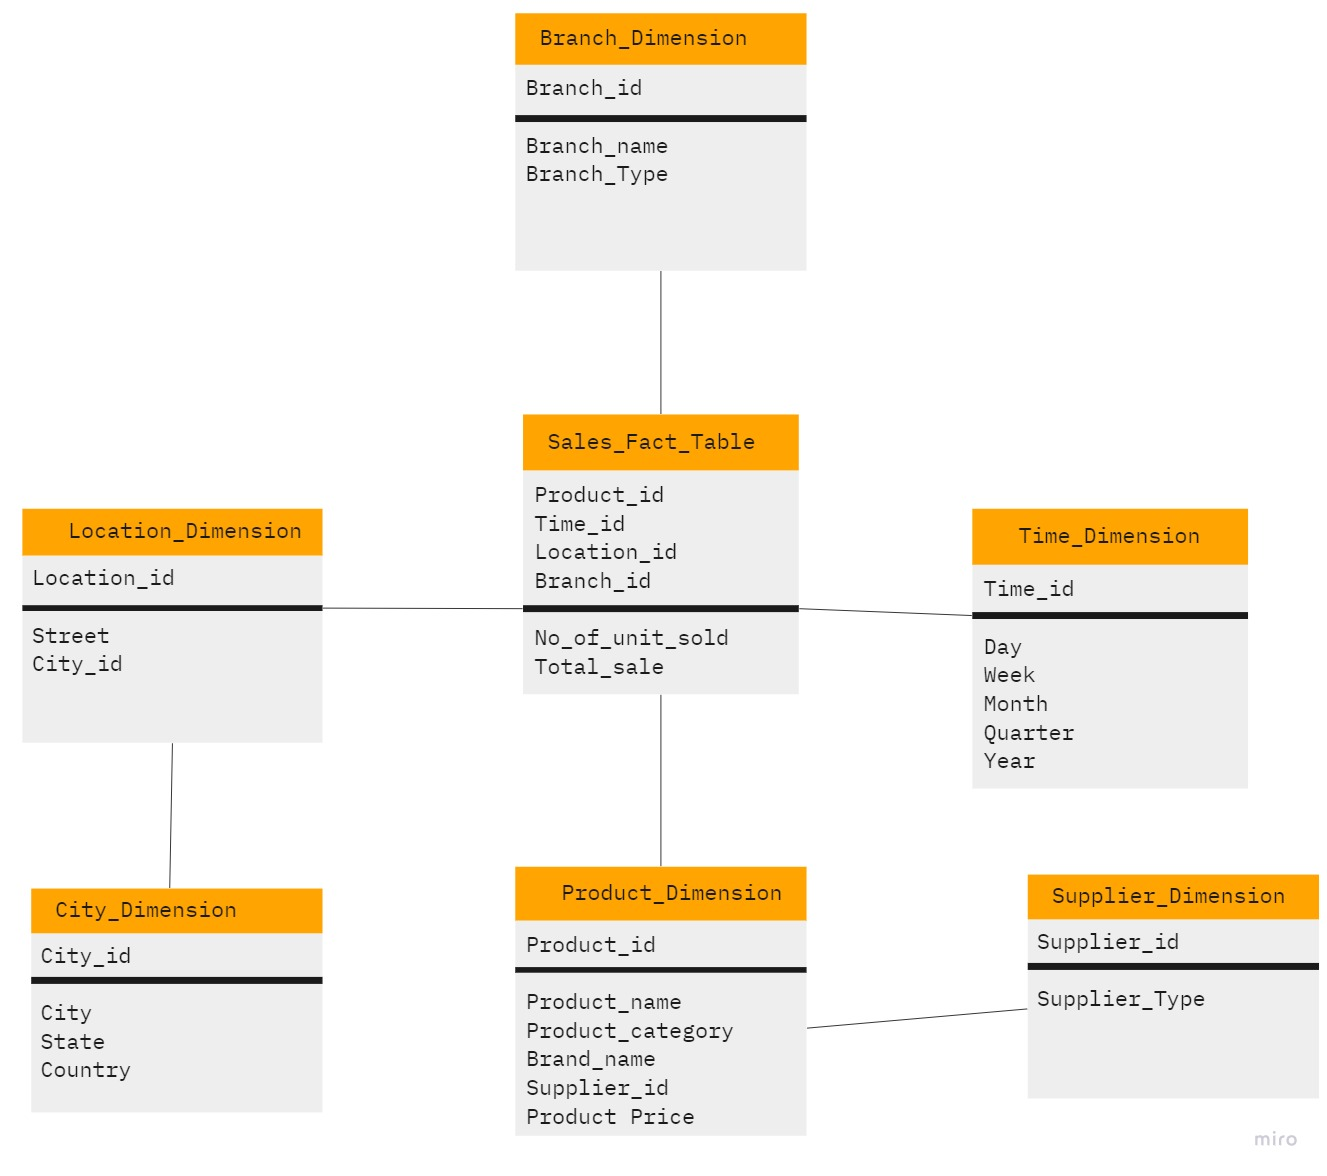 Branch_Dimension
Branch_id
Branch_name
Branch_Type
Sales_Fact_Table
Product_id
Time_id
Location_id
Branch_id
No_of_unit_sold
Total_sale
Location_Dimension
Location_id
Street
City_id
Time_Dimension
Time_id
Day
Week
Month
Quarter
Year
City_Dimension
City_id
City
State
Country
Product_Dimension
Product_id
Product_name
Product_category
Brand_name
Supplier_id
Product Price
Supplier_Dimension
Supplier_id
Supplier_Type
miro